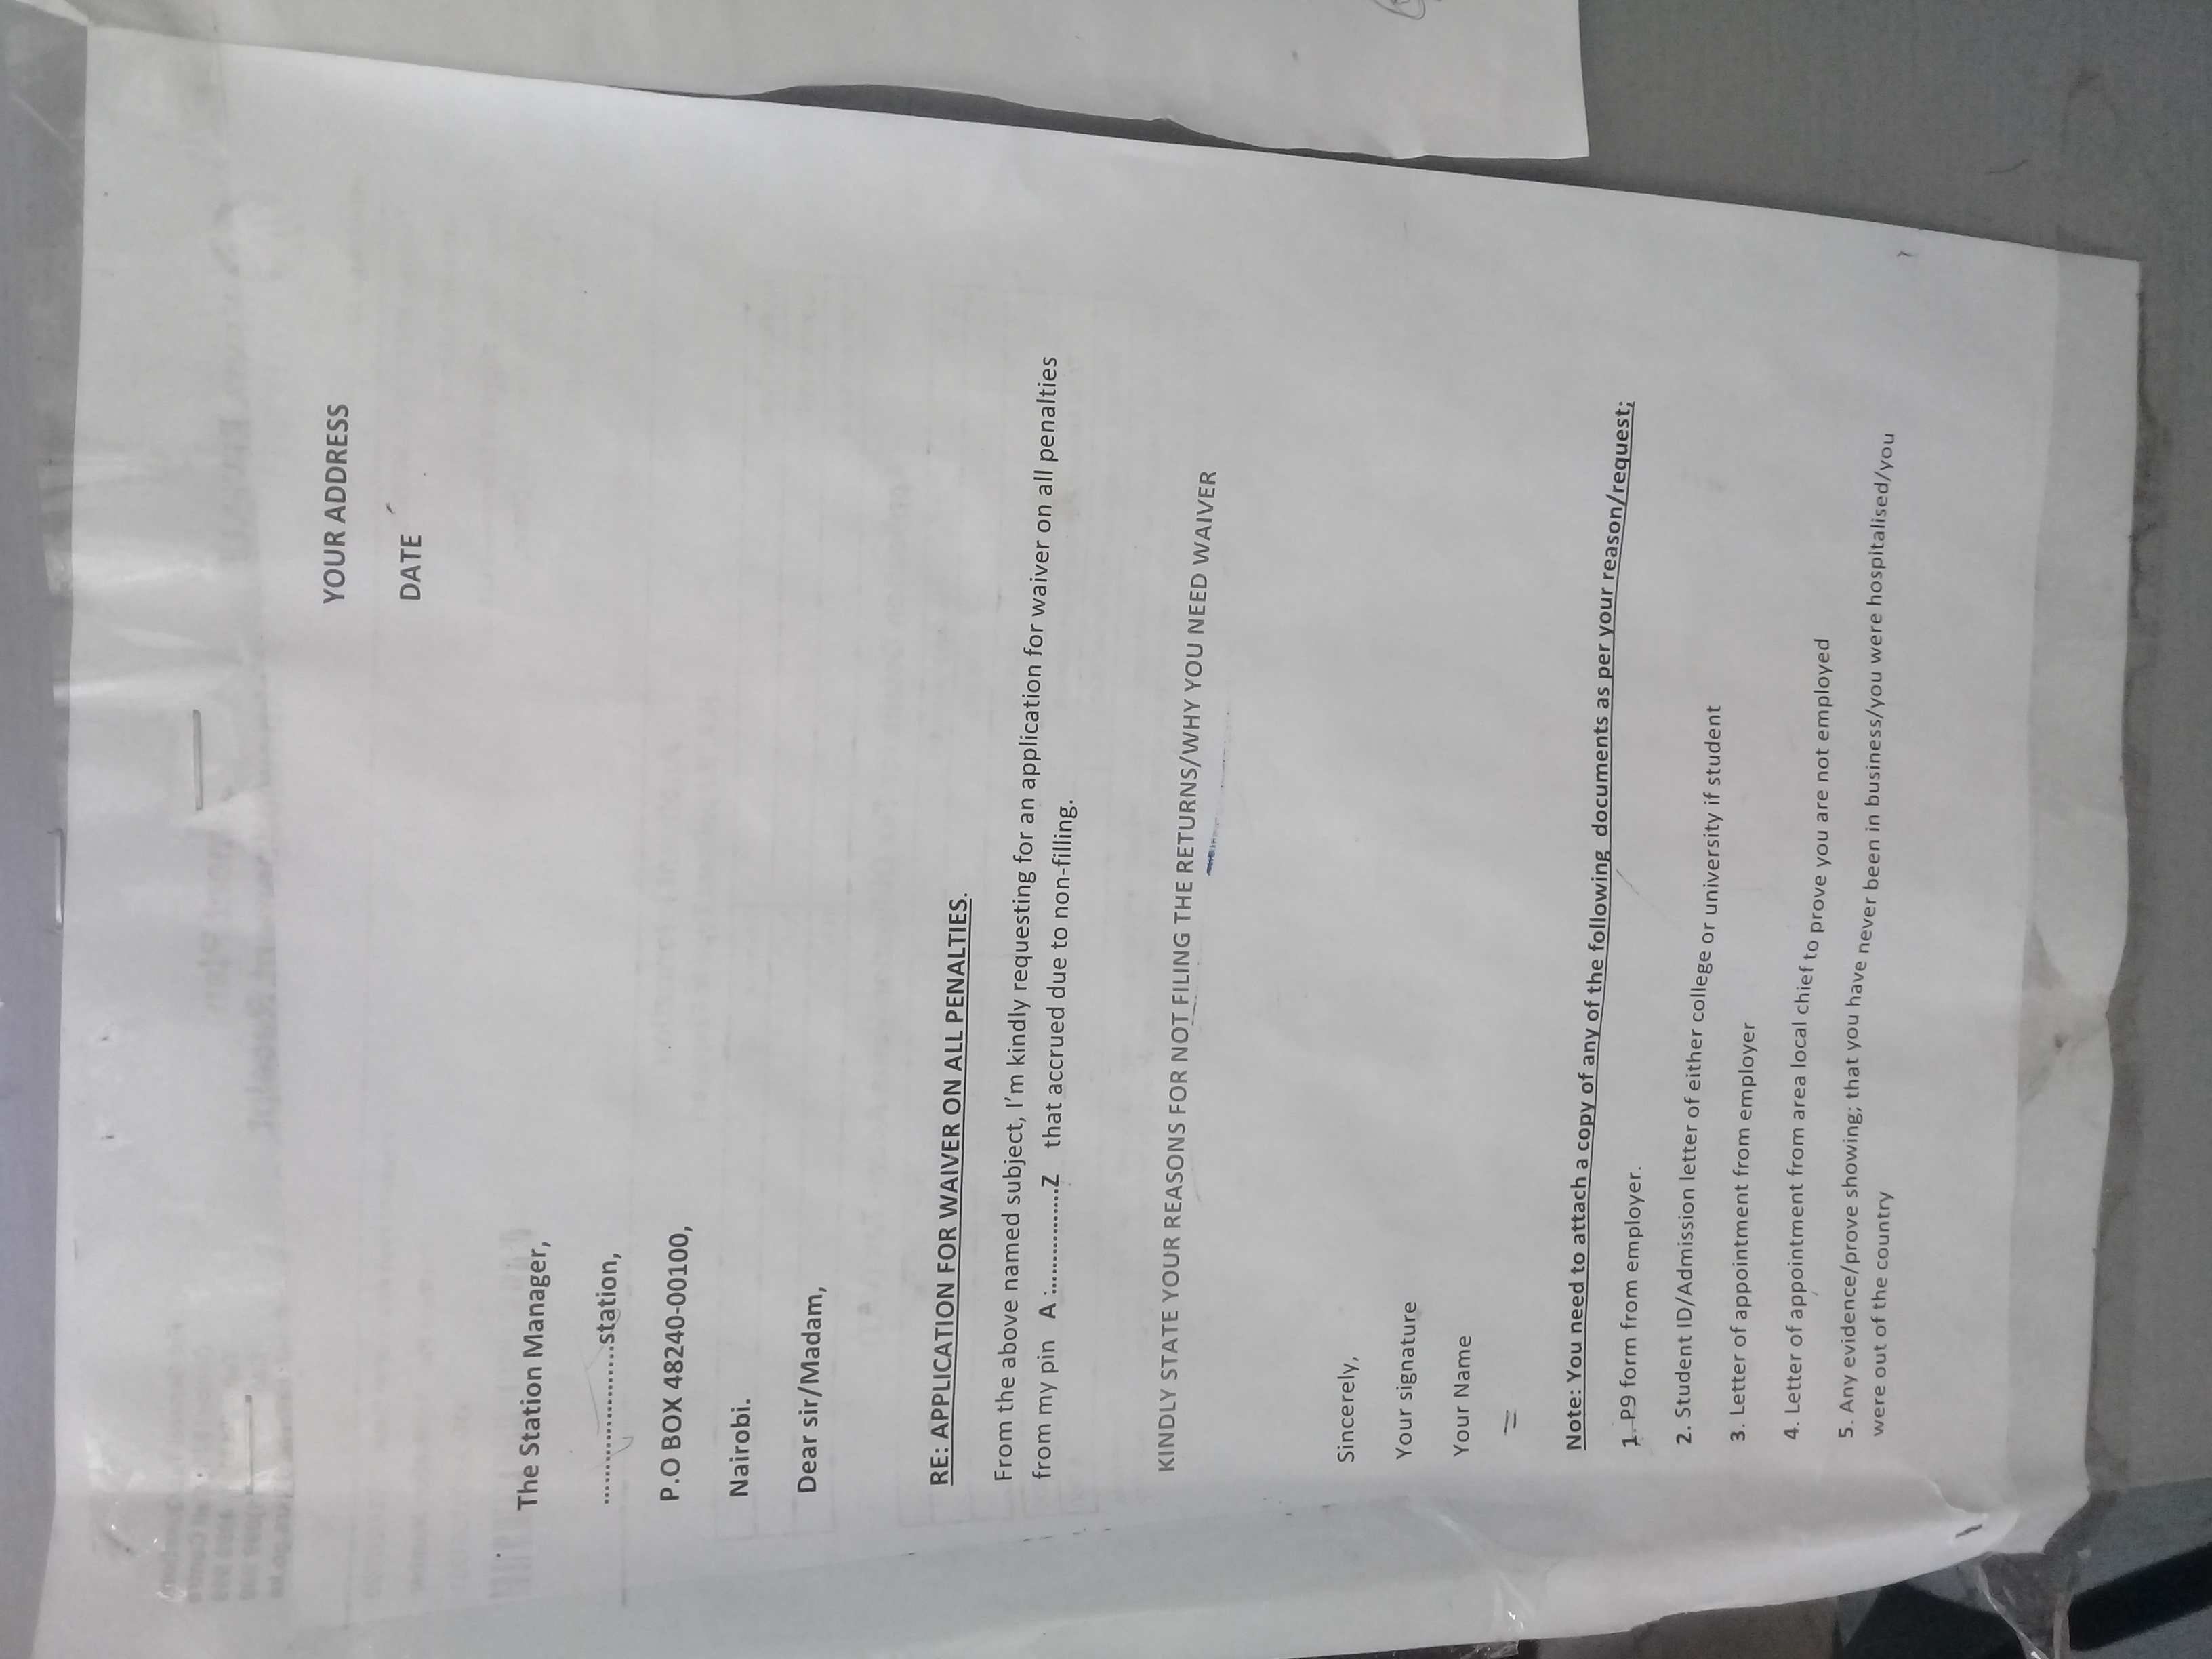 YOUR ADDRESS
DATE
The Station Manager,
......................station,
P.O BOX 48240-00100,
Nairobi.
Dear sir/Madam,
RE: APPLICATION FOR WAIVER ON ALL PENALTIES.
From the above named subject, I'm kindly requesting for an application for waiver on all penalties
from my pin A :...............Z that accrued due to non-filling.
KINDLY STATE YOUR REASONS FOR NOT FILING THE RETURNS/WHY YOU NEED WAIVER
Sincerely,
Your signature
Your Name
Note: You need to attach a copy of any of the following documents as per your reason/request;
1. P9 form from employer.
2. Student ID/Admission letter of either college or university if student
3. Letter of appointment from employer
4. Letter of appointment from area local chief to prove you are not employed
5. Any evidence/prove showing; that you have never been in business/you were hospitalised/you
were out of the country